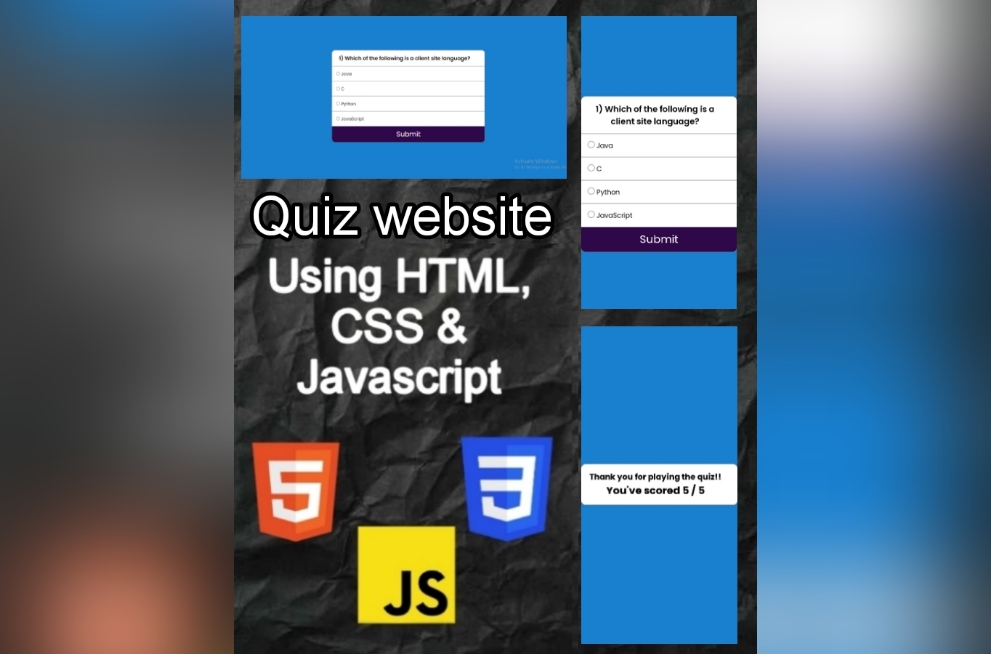 1) Which of the following is a client site language?
Java
C
Python
JavaScript
Submit
Activate Windows
Quiz website
Using HTML,
CSS &
Javascript
5
3
JS
1) Which of the following is a
client site language?
Java
C
Python
JavaScript
Submit
Thank you for playing the quiz!!
You've scored 5 / 5